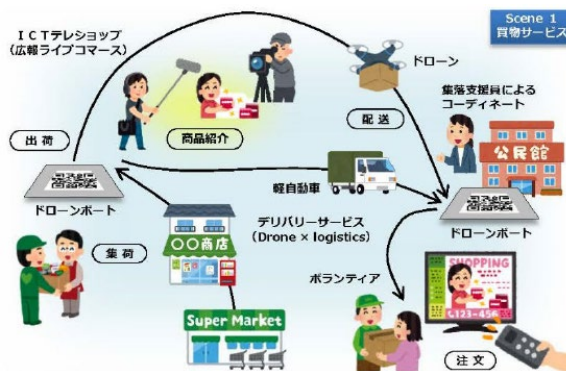 ICTテレショップ
(広報ライブコマース)
Scene 1
買物サービス
ドローン
集落支援員による
コーディネート
配送
商品紹介
出荷
公民館
軽自動車
ドローンポート
ドローンポート
デリバリーサービス
(Drone × logistics)
〇〇商店
集荷
ボランティア
SHOPPING
123-456
Super Market
注文